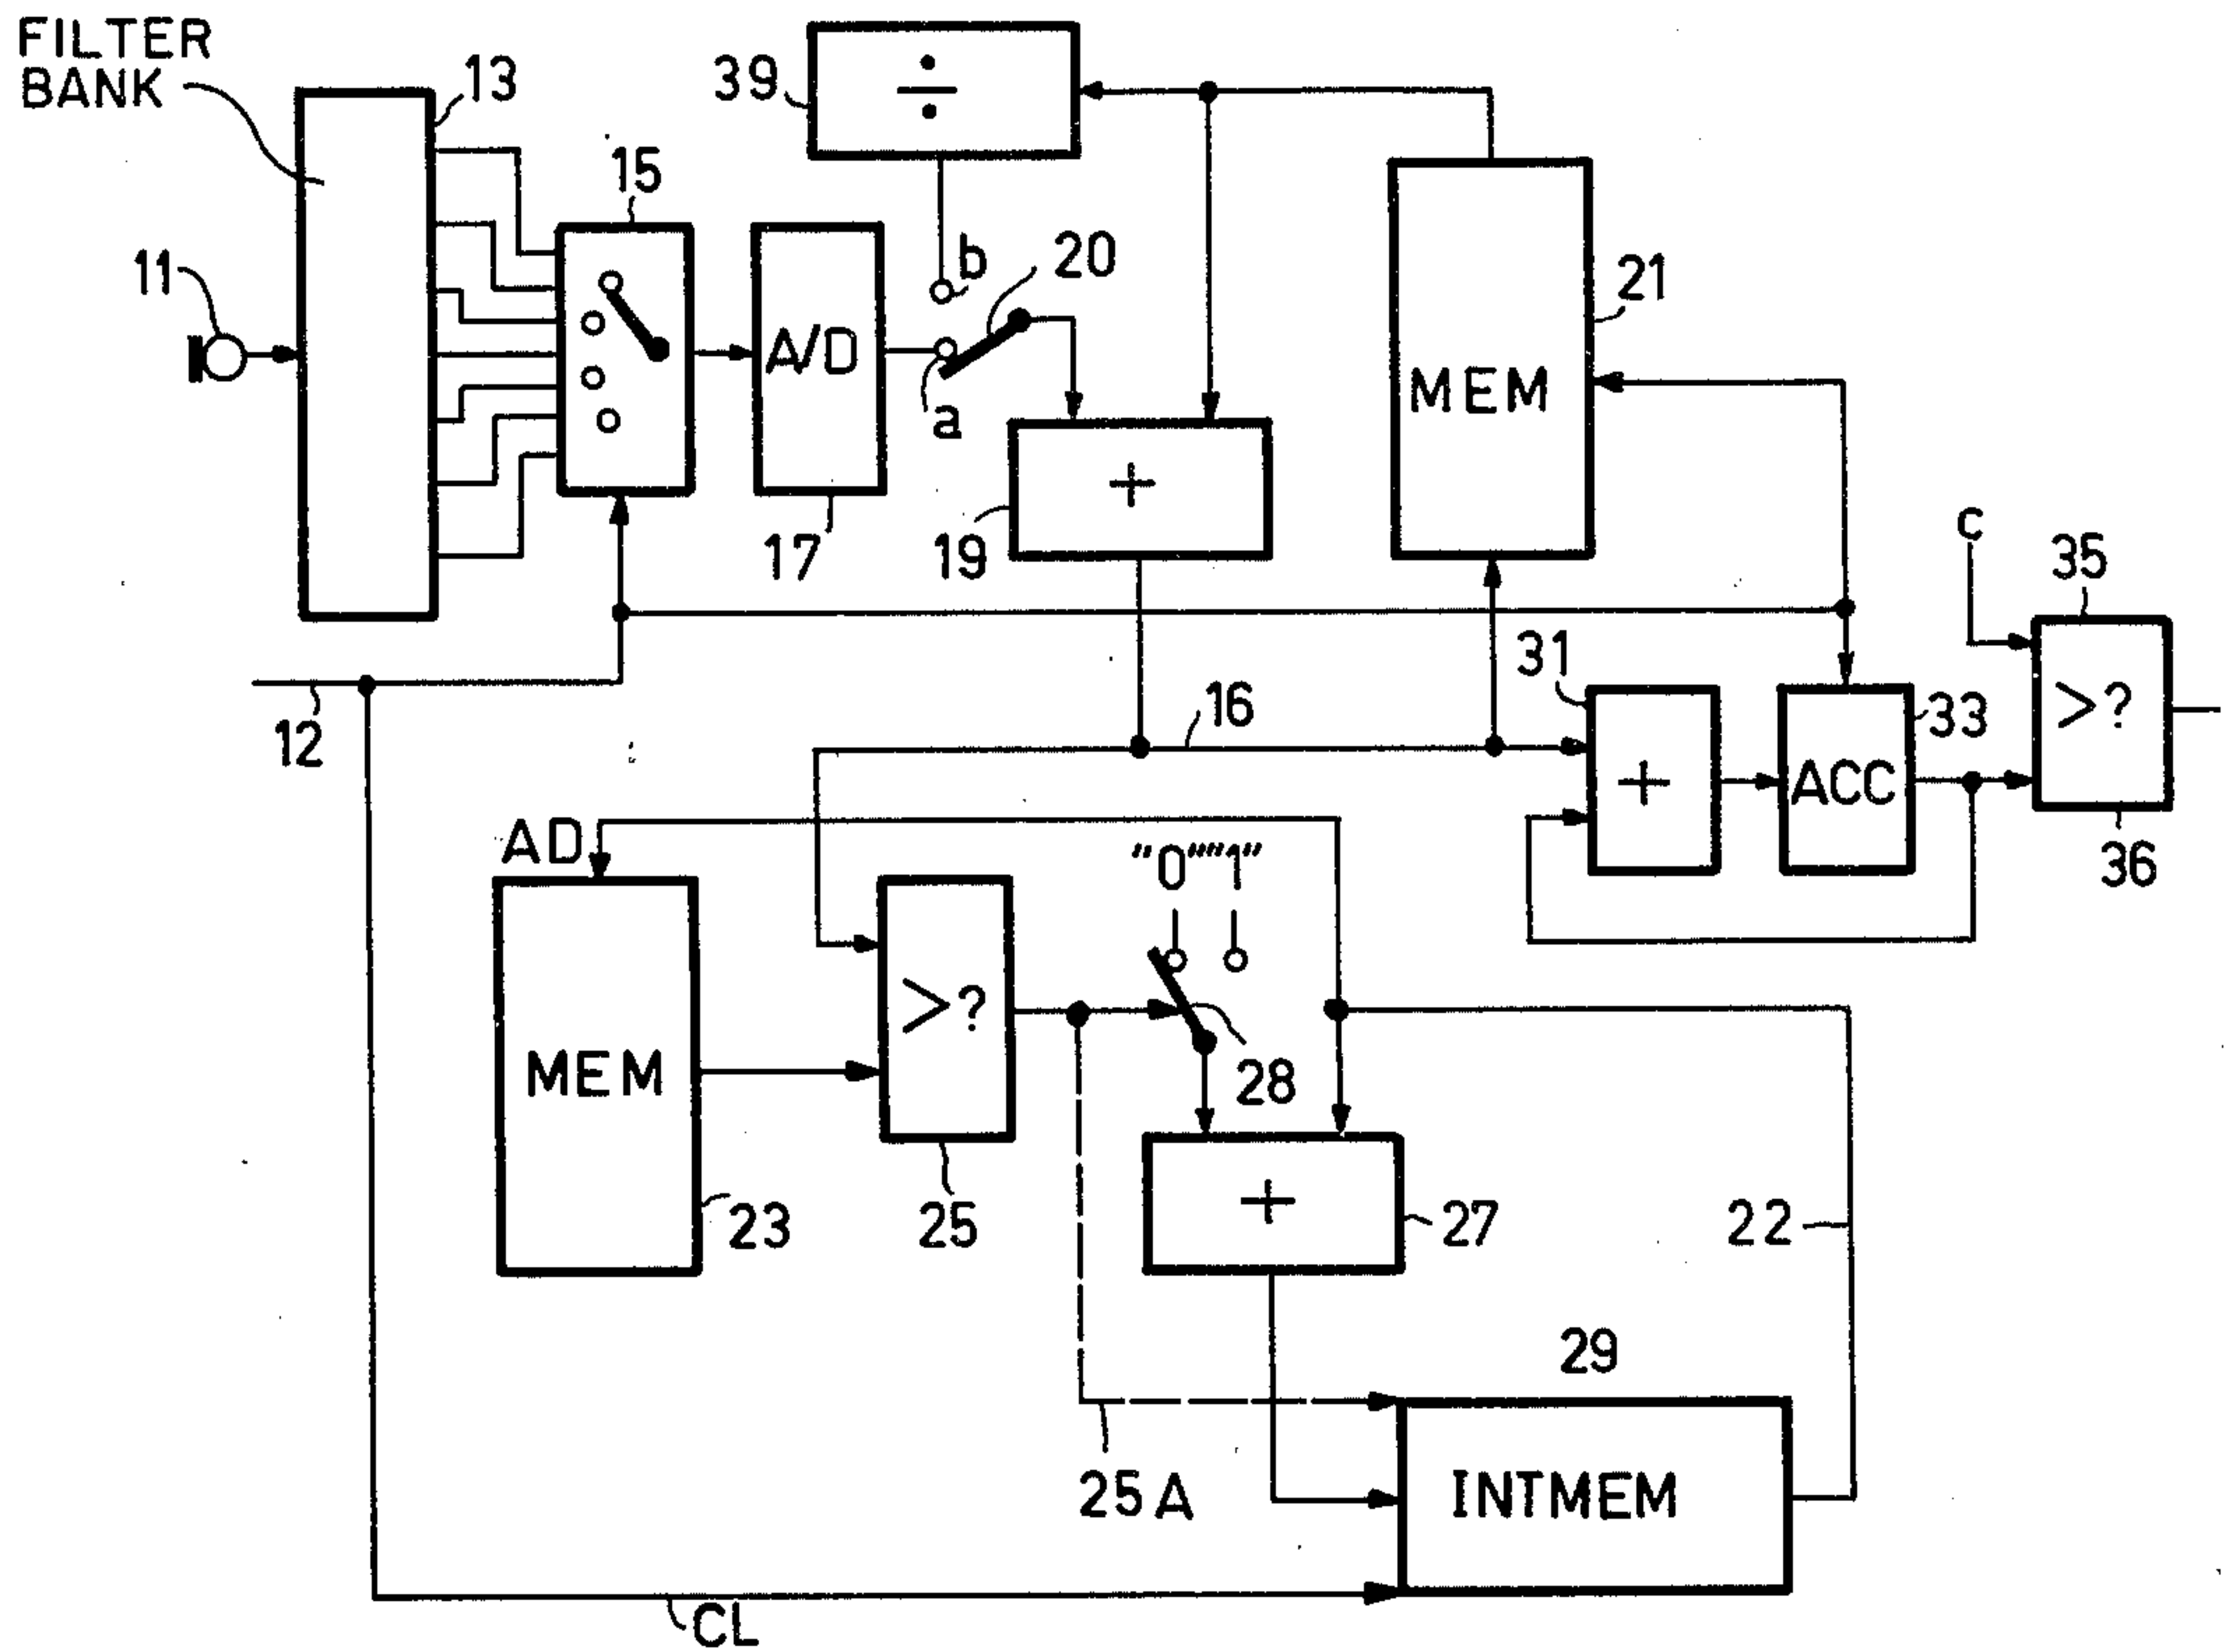 FILTER
BANK
13
39
÷
15
11
b
20
21
A/D
MEM
a
+
17
19
c
35
31
12
16
33
>?
+
ACC
AD
"0""1"
36
>?
MEM
28
23
25
+
27
22
29
25A
INTMEM
CL